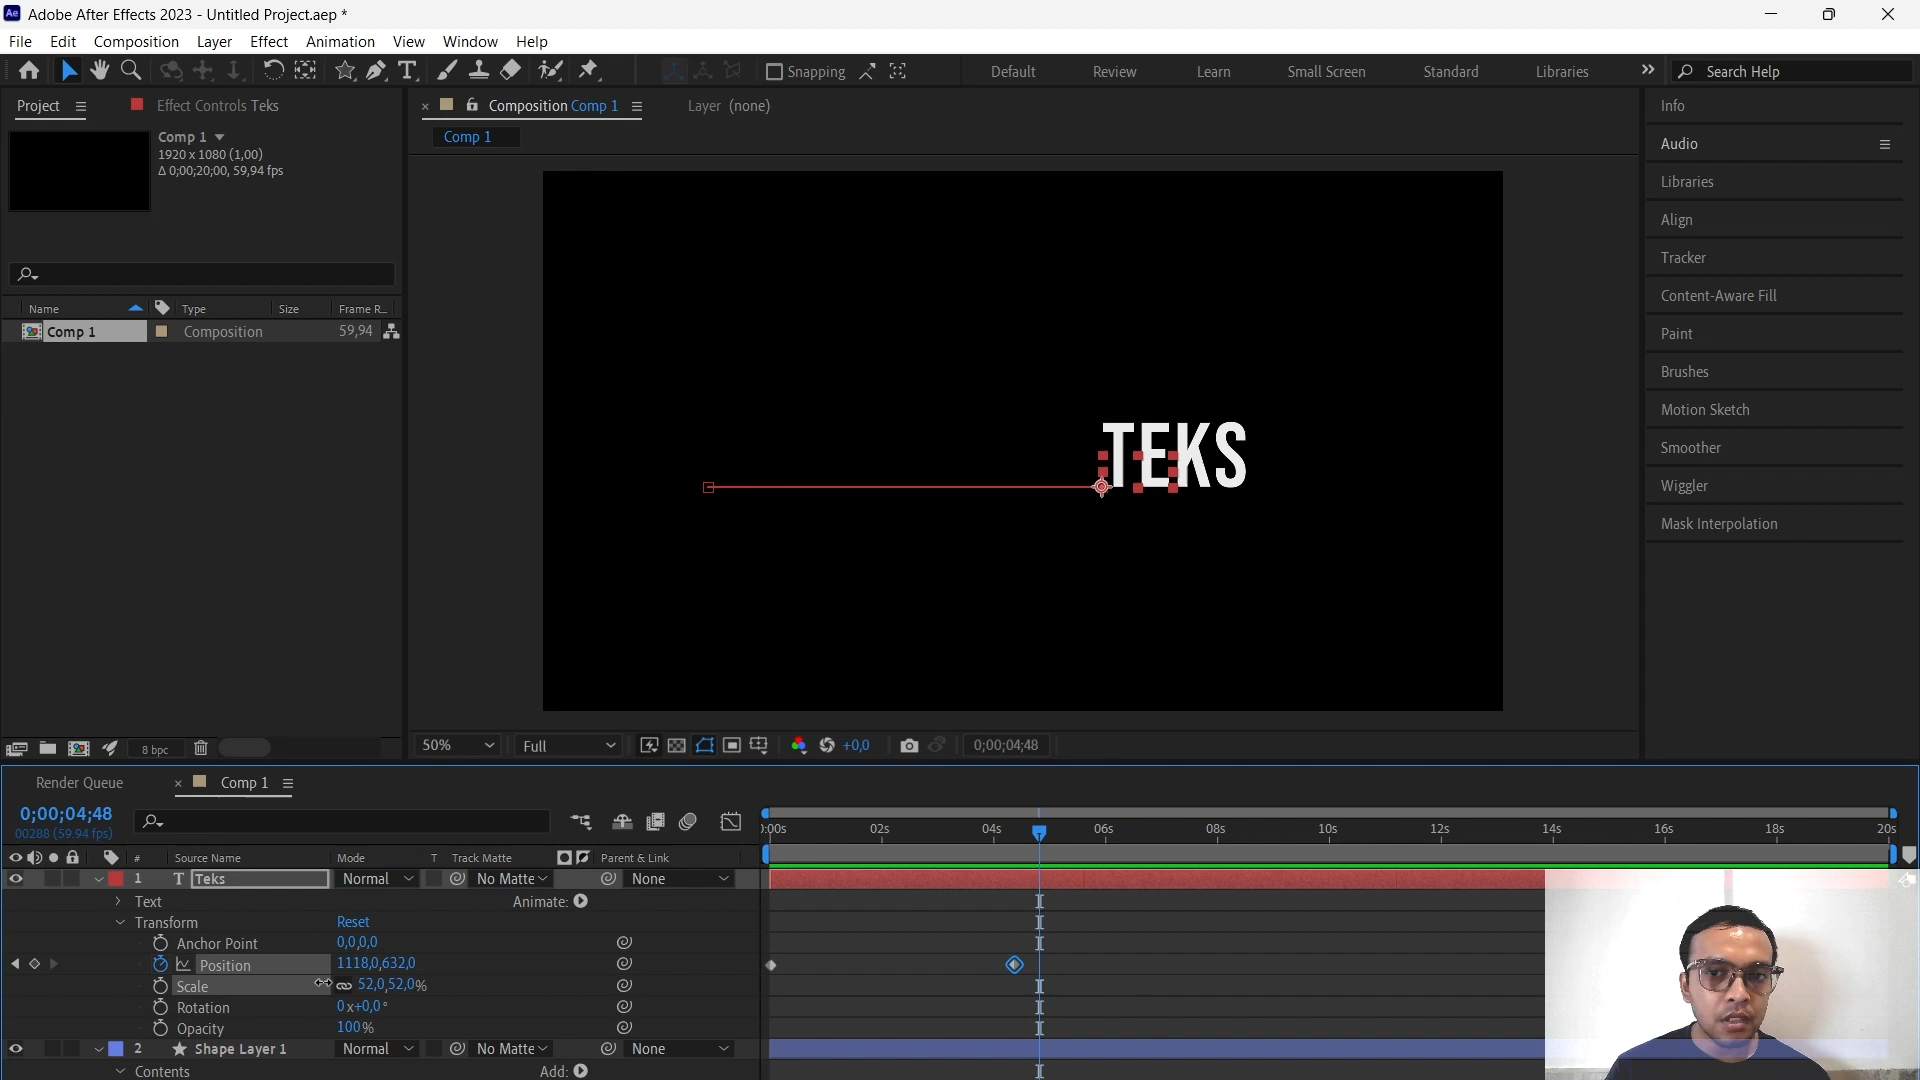 Ae Adobe After Effects 2023 - Untitled Project.aep *
File Edit Composition Layer Effect Animation View Window Help
Snapping Default Review Learn Small Screen Standard Libraries Search Help
Project Effect Controls Teks
Comp 1
1920 x 1080 (1,00)
Δ 0;00;20;00, 59,94 fps
Name Type Size Frame R...
Comp 1 Composition 59,94
8 bpc
Composition Comp 1 Layer (none)
Comp 1
TEKS
50% Full +0,0 0;00;04;48
Info
Audio
Libraries
Align
Tracker
Content-Aware Fill
Paint
Brushes
Motion Sketch
Smoother
Wiggler
Mask Interpolation
Render Queue Comp 1
0;00;04;48
00288 (59.94 fps)
):00s 02s 04s 06s 08s 10s 12s 14s 16s 18s 20s
# Source Name Mode T Track Matte Parent & Link
1 T Teks Normal No Matte None
Text Animate:
Transform Reset
Anchor Point 0,0,0,0
Position 1118,0,632,0
Scale 52,0,52,0%
Rotation 0x+0,0°
Opacity 100%
2 Shape Layer 1 Normal No Matte None
Contents Add: